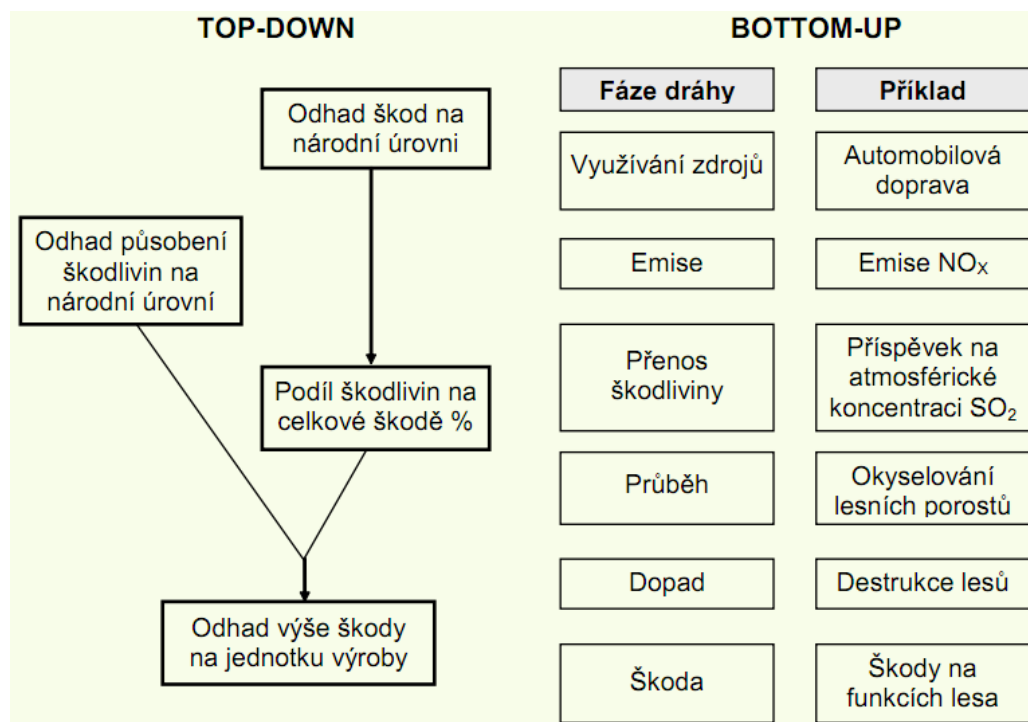 TOP-DOWN
Odhad škod na
národní úrovni
Odhad působení
škodlivin na
národní úrovní
Podíl škodlivin na
celkové škodě %
Odhad výše škody
na jednotku výroby
BOTTOM-UP
Fáze dráhy
Příklad
Využívání zdrojů
Automobilová
doprava
Emise
Emise NOX
Přenos
škodliviny
Příspěvek na
atmosférické
koncentraci SO2
Průběh
Okyselování
lesních porostů
Dopad
Destrukce lesů
Škoda
Škody na
funkcích lesa